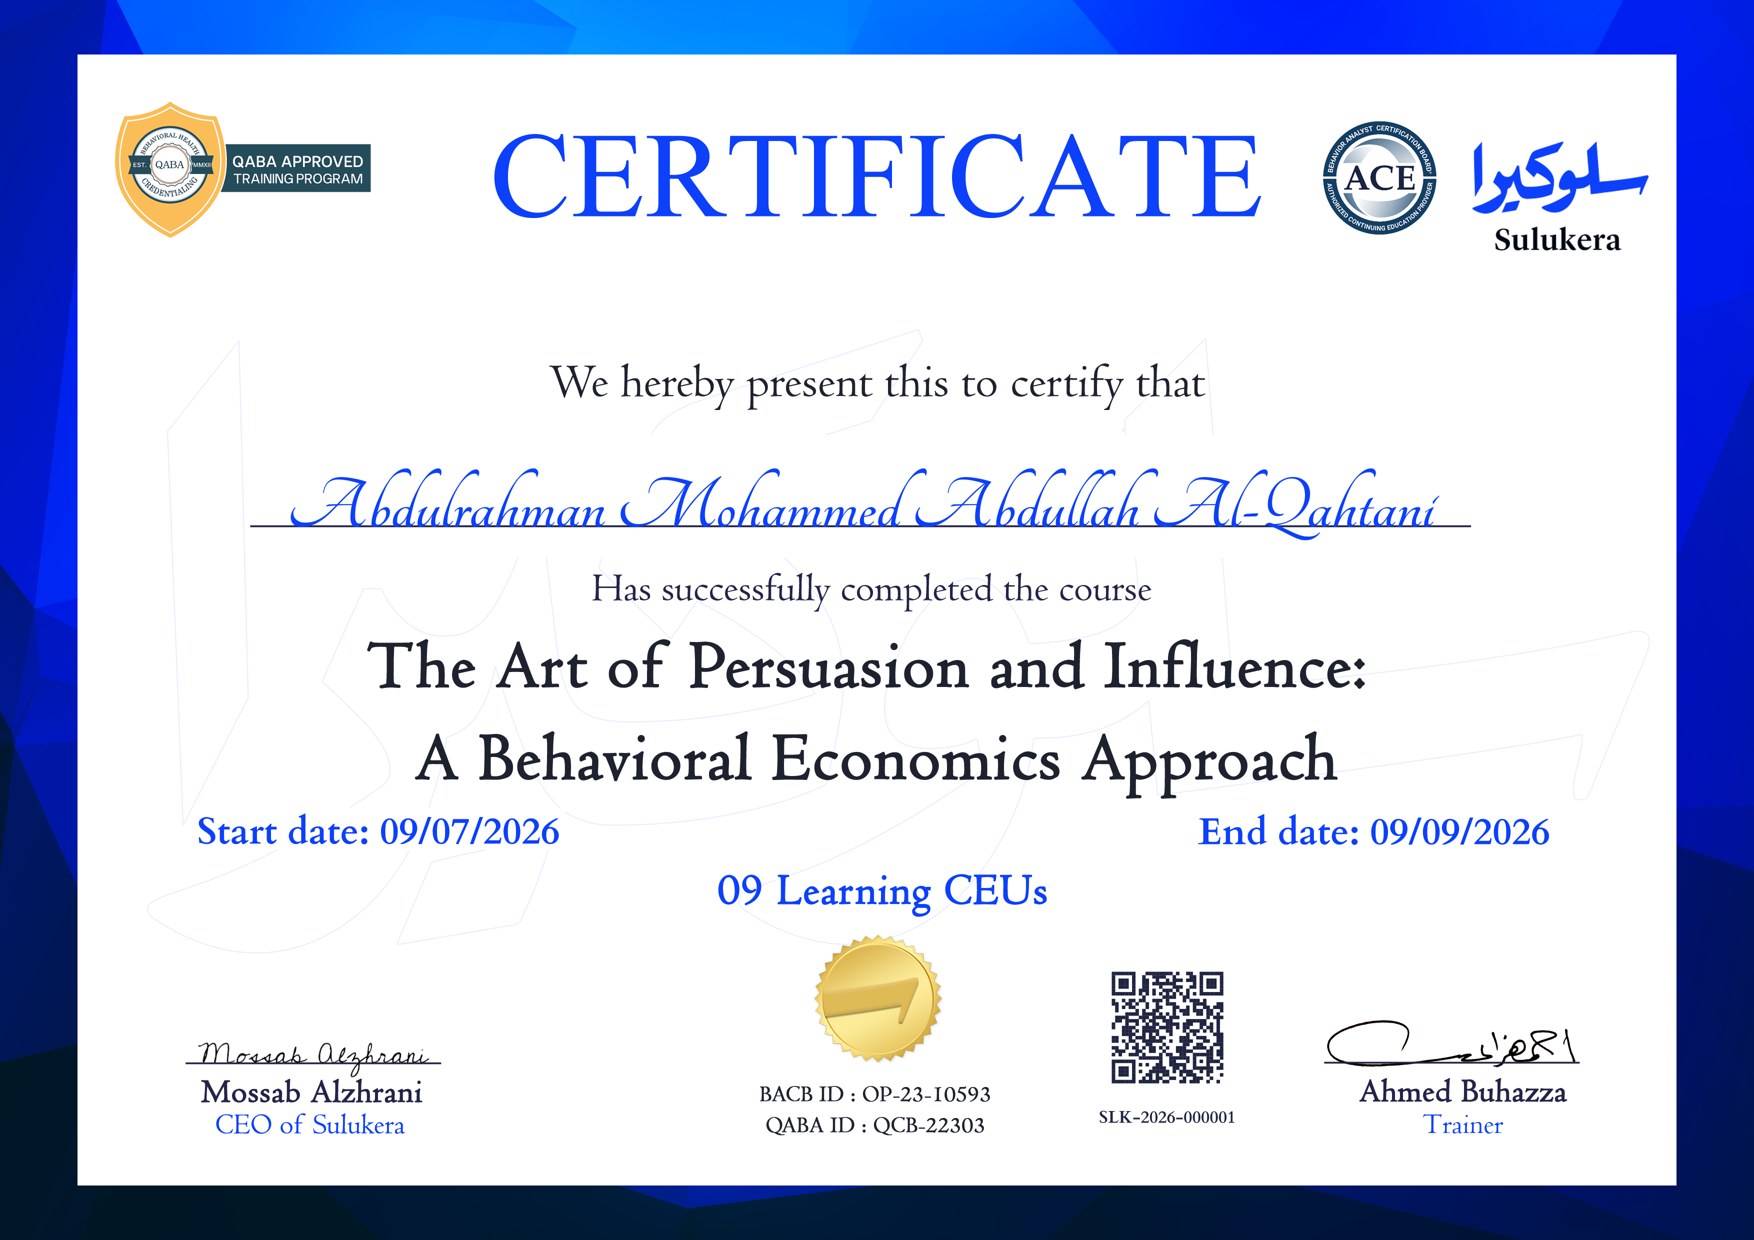 BEHAVIORAL HEALTH
EST. QABA MMXII
CREDENTIALING
QABA APPROVED
TRAINING PROGRAM
CERTIFICATE
BEHAVIOR ANALYST CERTIFICATION BOARD
ACE
AUTHORIZED CONTINUING EDUCATION PROVIDER
سلوكيرا
Sulukera
We hereby present this to certify that
Abdulrahman Mohammed Abdullah Al-Qahtani
Has successfully completed the course
The Art of Persuasion and Influence:
A Behavioral Economics Approach
Start date: 09/07/2026
End date: 09/09/2026
09 Learning CEUs
Mossab Alzhrani
Mossab Alzhrani
CEO of Sulukera
BACB ID : OP-23-10593
QABA ID : QCB-22303
SLK-2026-000001
Ahmed Buhazza
Trainer